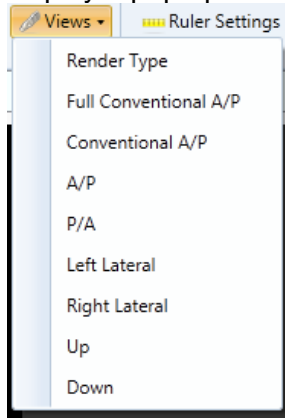 Views
Ruler Settings
Render Type
Full Conventional A/P
Conventional A/P
A/P
P/A
Left Lateral
Right Lateral
Up
Down